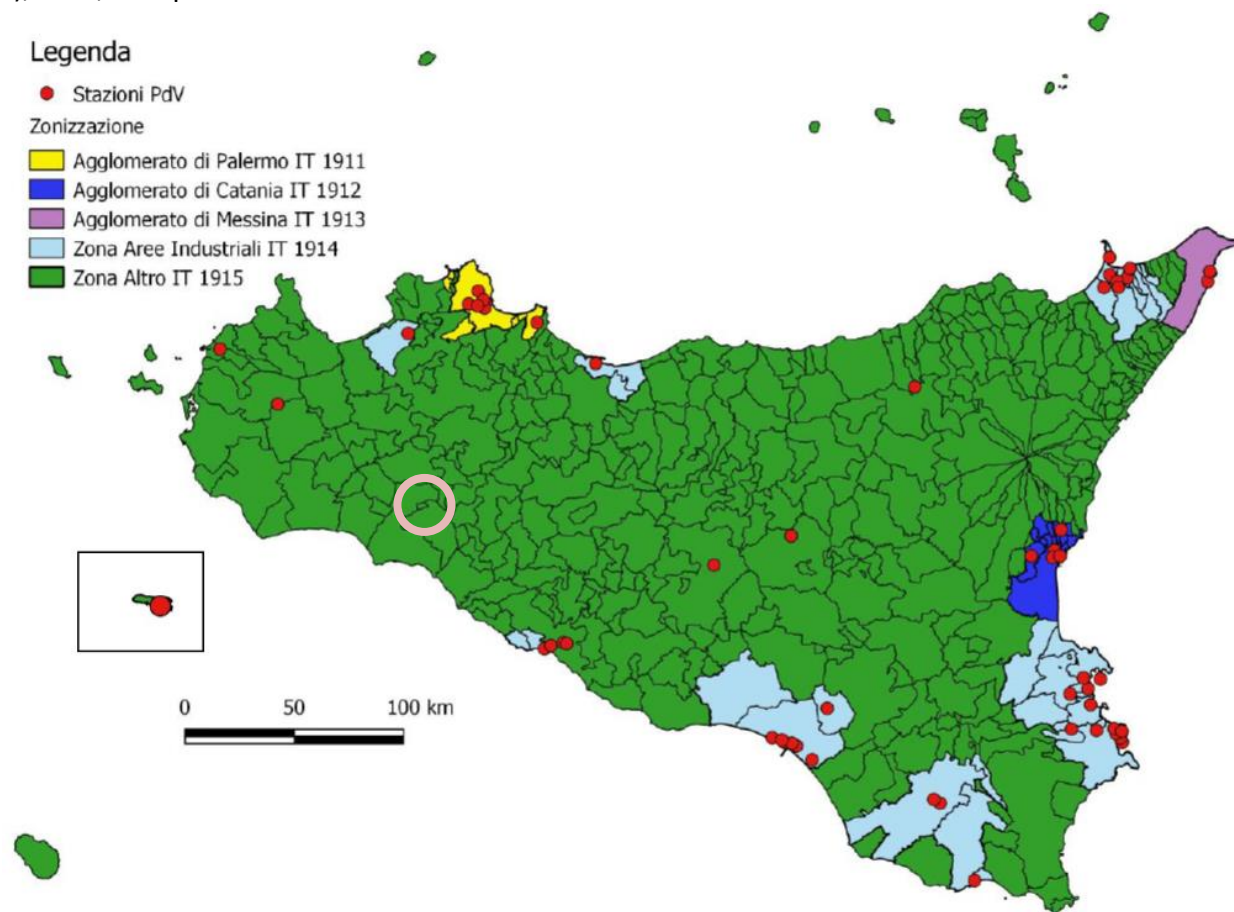 Legenda
Stazioni PdV
Zonizzazione
Agglomerato di Palermo IT 1911
Agglomerato di Catania IT 1912
Agglomerato di Messina IT 1913
Zona Aree Industriali IT 1914
Zona Altro IT 1915
0 50 100 km